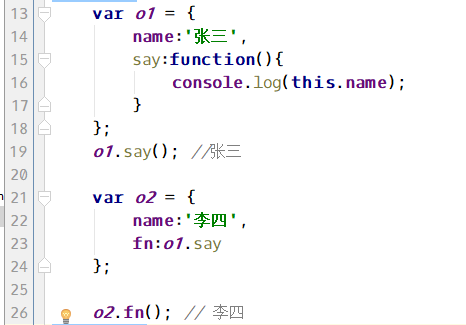 13 var o1 = {
14 name:'张三',
15 say:function(){
16 console.log(this.name);
17 }
18 };
19 o1.say(); //张三
20
21 var o2 = {
22 name:'李四',
23 fn:o1.say
24 };
25
26 o2.fn(); // 李四